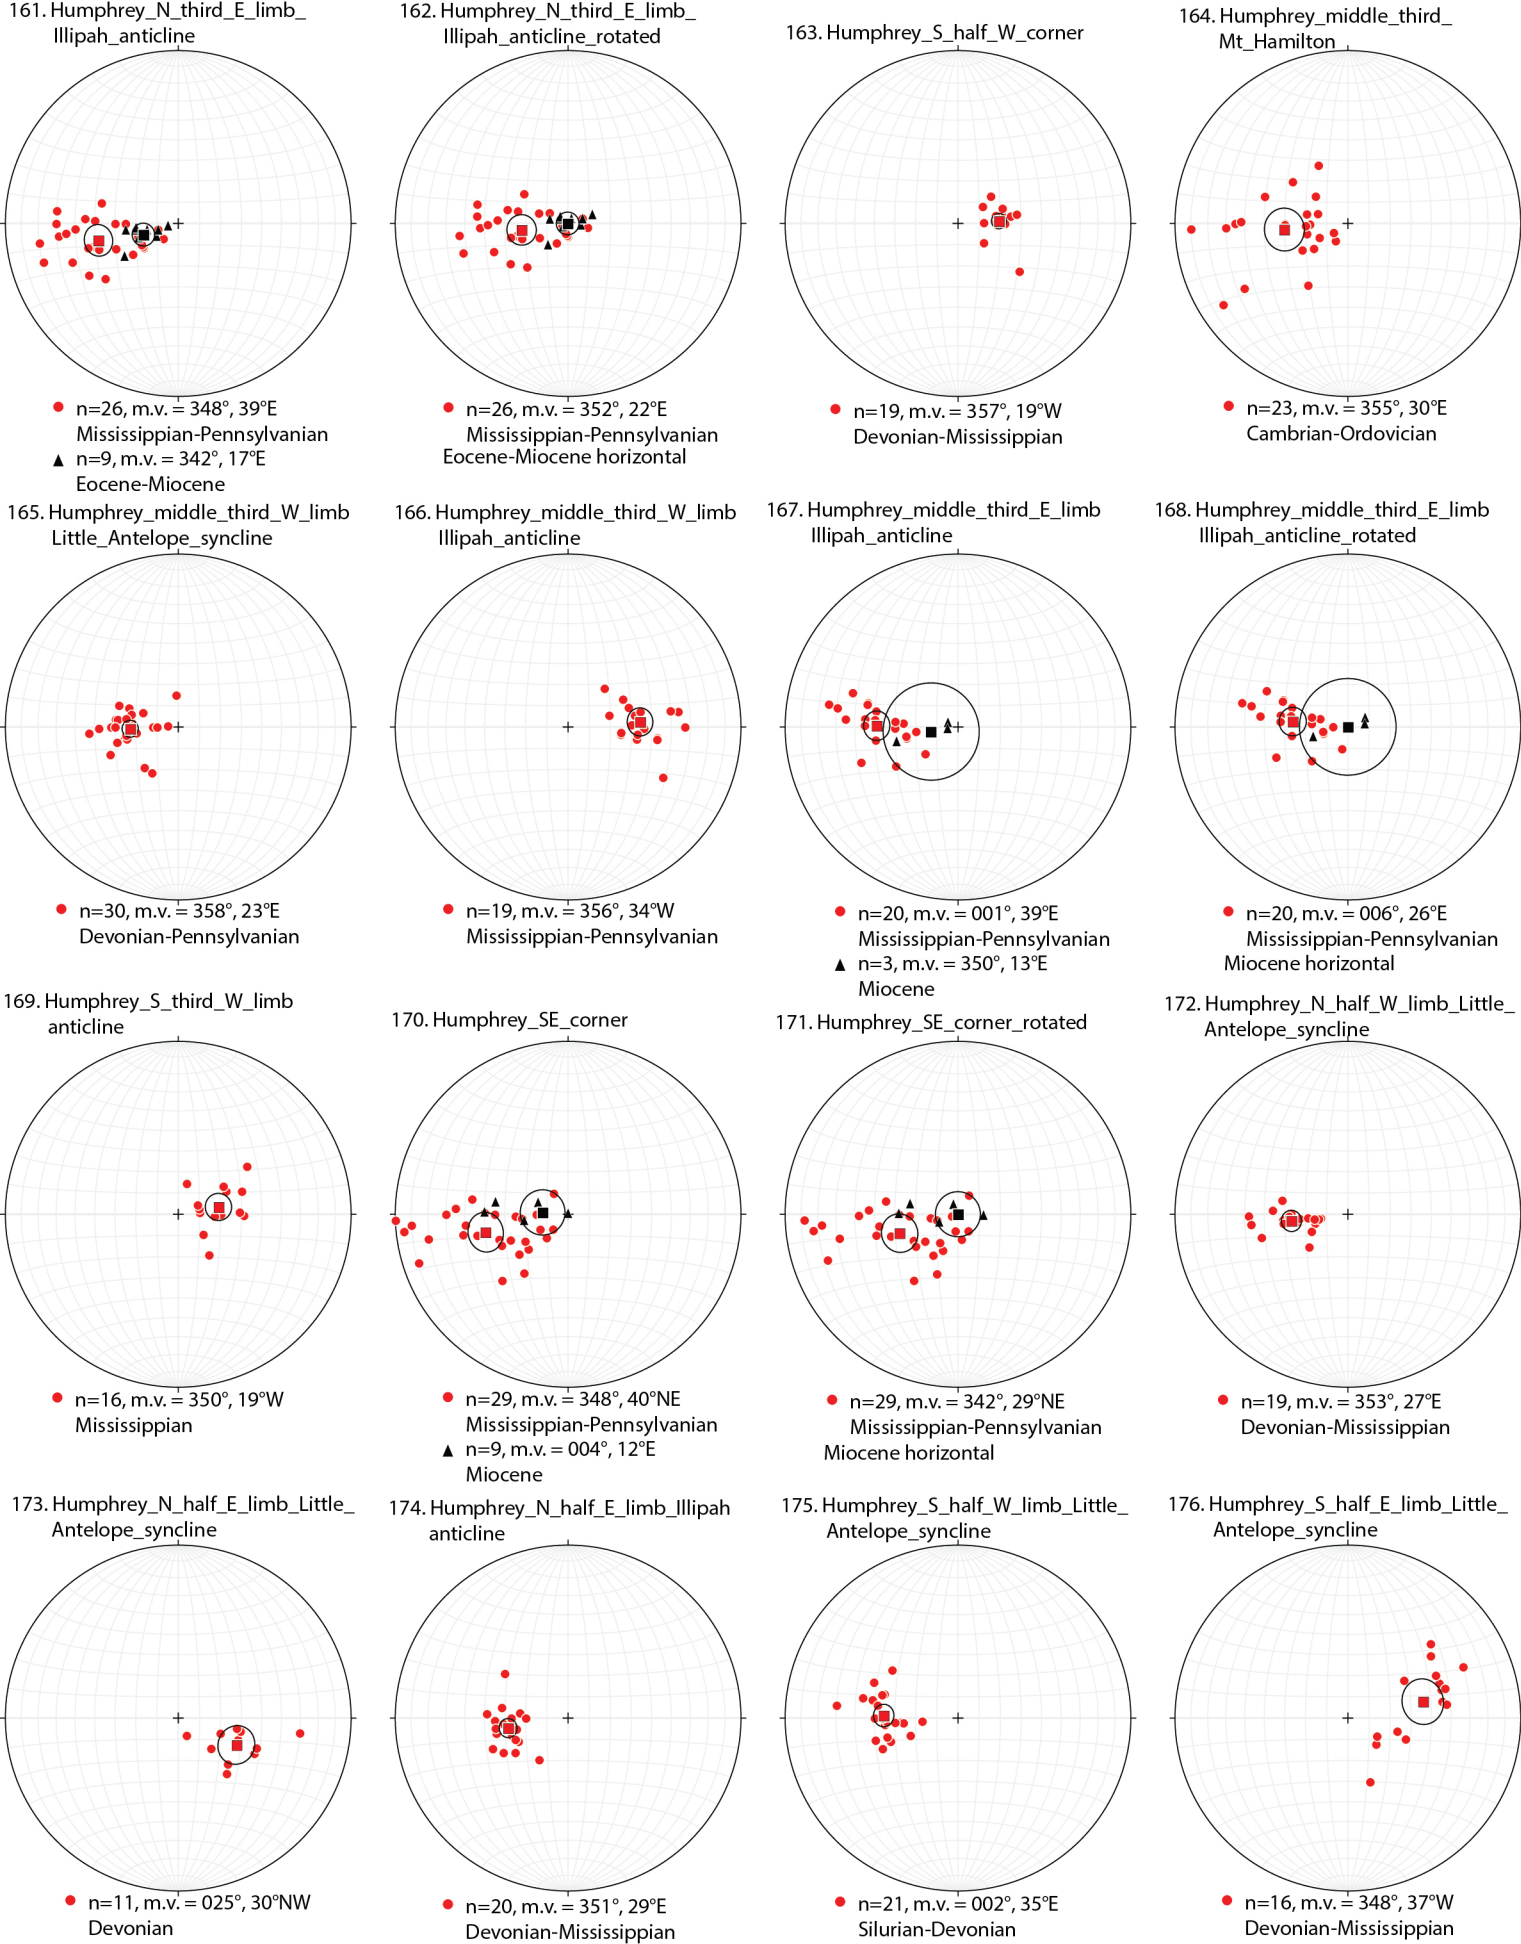 161. Humphrey_N_third_E_limb_
Illipah_anticline
n=26, m.v. = 348°, 39°E
Mississippian-Pennsylvanian
n=9, m.v. = 342°, 17°E
Eocene-Miocene
162. Humphrey_N_third_E_limb_
Illipah_anticline_rotated
n=26, m.v. = 352°, 22°E
Mississippian-Pennsylvanian
Eocene-Miocene horizontal
163. Humphrey_S_half_W_corner
n=19, m.v. = 357°, 19°W
Devonian-Mississippian
164. Humphrey_middle_third_
Mt_Hamilton
n=23, m.v. = 355°, 30°E
Cambrian-Ordovician
165. Humphrey_middle_third_W_limb
Little_Antelope_syncline
n=30, m.v. = 358°, 23°E
Devonian-Pennsylvanian
166. Humphrey_middle_third_W_limb
Illipah_anticline
n=19, m.v. = 356°, 34°W
Mississippian-Pennsylvanian
167. Humphrey_middle_third_E_limb
Illipah_anticline
n=20, m.v. = 001°, 39°E
Mississippian-Pennsylvanian
n=3, m.v. = 350°, 13°E
Miocene
168. Humphrey_middle_third_E_limb
Illipah_anticline_rotated
n=20, m.v. = 006°, 26°E
Mississippian-Pennsylvanian
Miocene horizontal
169. Humphrey_S_third_W_limb
anticline
n=16, m.v. = 350°, 19°W
Mississippian
170. Humphrey_SE_corner
n=29, m.v. = 348°, 40°NE
Mississippian-Pennsylvanian
n=9, m.v. = 004°, 12°E
Miocene
171. Humphrey_SE_corner_rotated
n=29, m.v. = 342°, 29°NE
Mississippian-Pennsylvanian
Miocene horizontal
172. Humphrey_N_half_W_limb_Little_
Antelope_syncline
n=19, m.v. = 353°, 27°E
Devonian-Mississippian
173. Humphrey_N_half_E_limb_Little_
Antelope_syncline
n=11, m.v. = 025°, 30°NW
Devonian
174. Humphrey_N_half_E_limb_Illipah
anticline
n=20, m.v. = 351°, 29°E
Devonian-Mississippian
175. Humphrey_S_half_W_limb_Little_
Antelope_syncline
n=21, m.v. = 002°, 35°E
Silurian-Devonian
176. Humphrey_S_half_E_limb_Little_
Antelope_syncline
n=16, m.v. = 348°, 37°W
Devonian-Mississippian